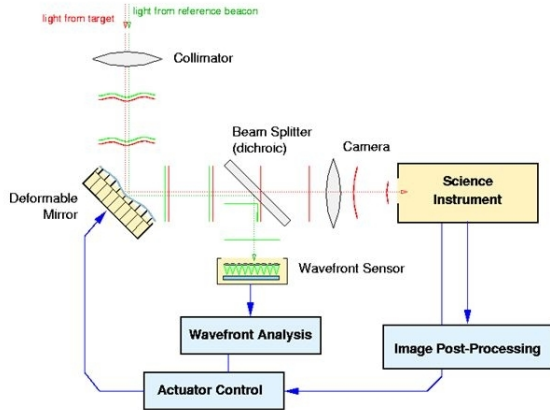 light from reference beacon
light from target
Collimator
Beam Splitter
(dichroic)
Camera
Deformable
Mirror
Science
Instrument
Wavefront Sensor
Wavefront Analysis
Image Post-Processing
Actuator Control